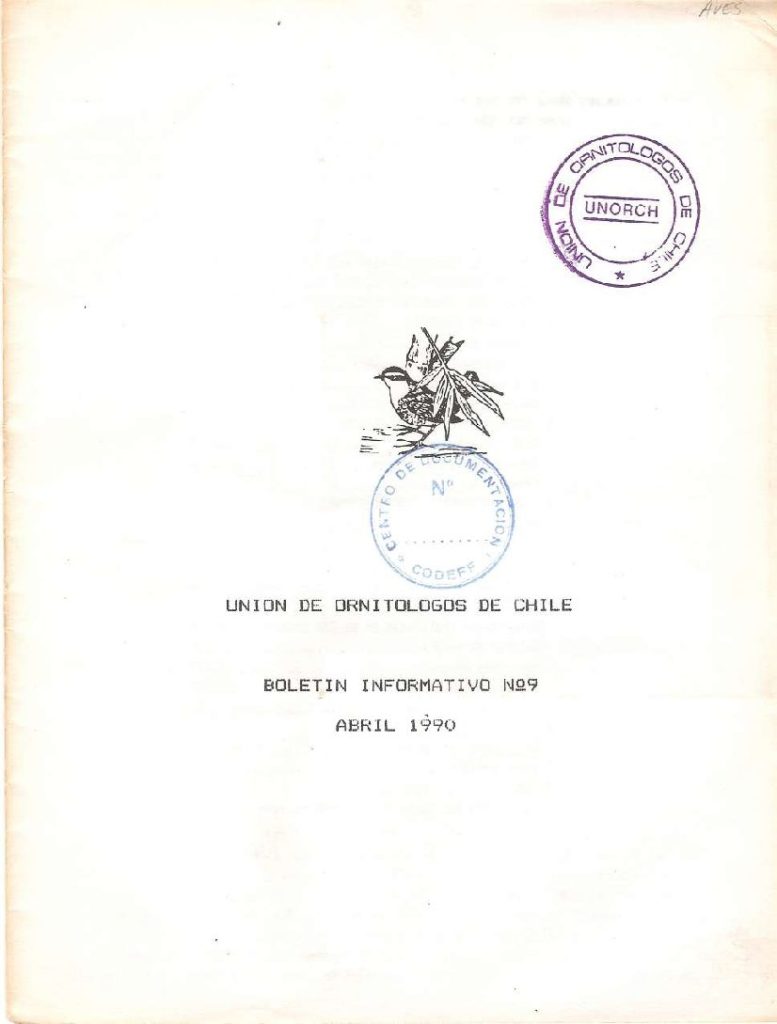 AVES
UNION DE ORNITOLOGOS DE CHILE
UNORCH
CENTRO DE DOCUMENTACION
Nº
CODEFF
UNION DE ORNITOLOGOS DE CHILE
BOLETIN INFORMATIVO Nº9
ABRIL 1990